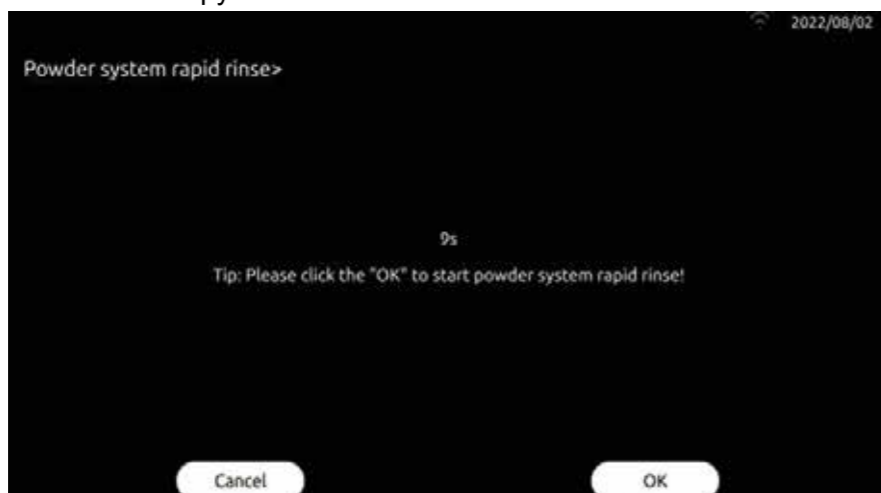 2022/08/02
Powder system rapid rinse>
9s
Tip: Please click the "OK" to start powder system rapid rinse!
Cancel
OK